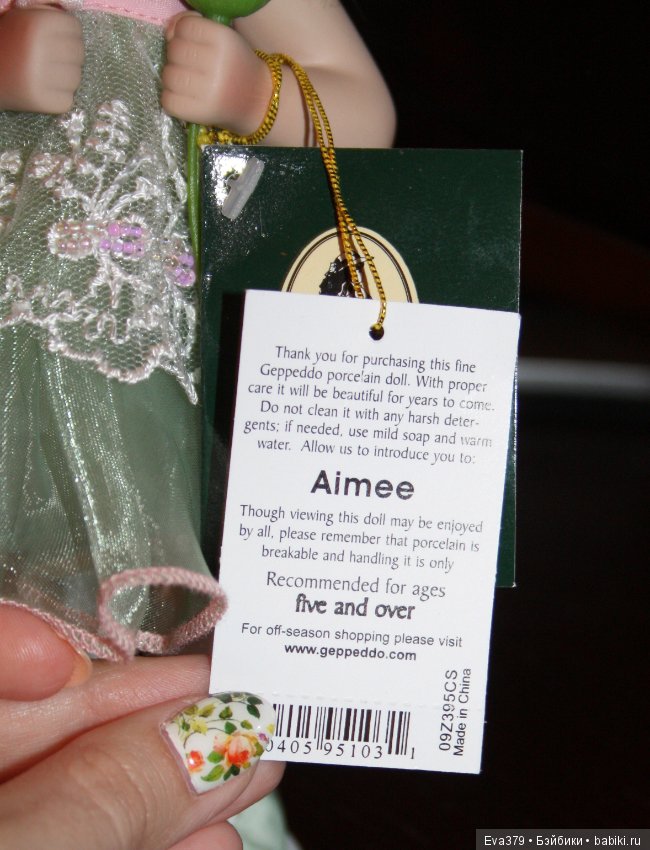 Thank you for purchasing this fine
Geppeddo porcelain doll. With proper
care it will be beautiful for years to come.
Do not clean it with any harsh deter-
gents; if needed, use mild soap and warm
water. Allow us to introduce you to:
Aimee
Though viewing this doll may be enjoyed
by all, please remember that porcelain is
breakable and handling it is only
Recommended for ages
five and over
For off-season shopping please visit
www.geppeddo.com
0405 95103 1
09Z395CS
Made in China
Eva379 • Бэйбики • babiki.ru